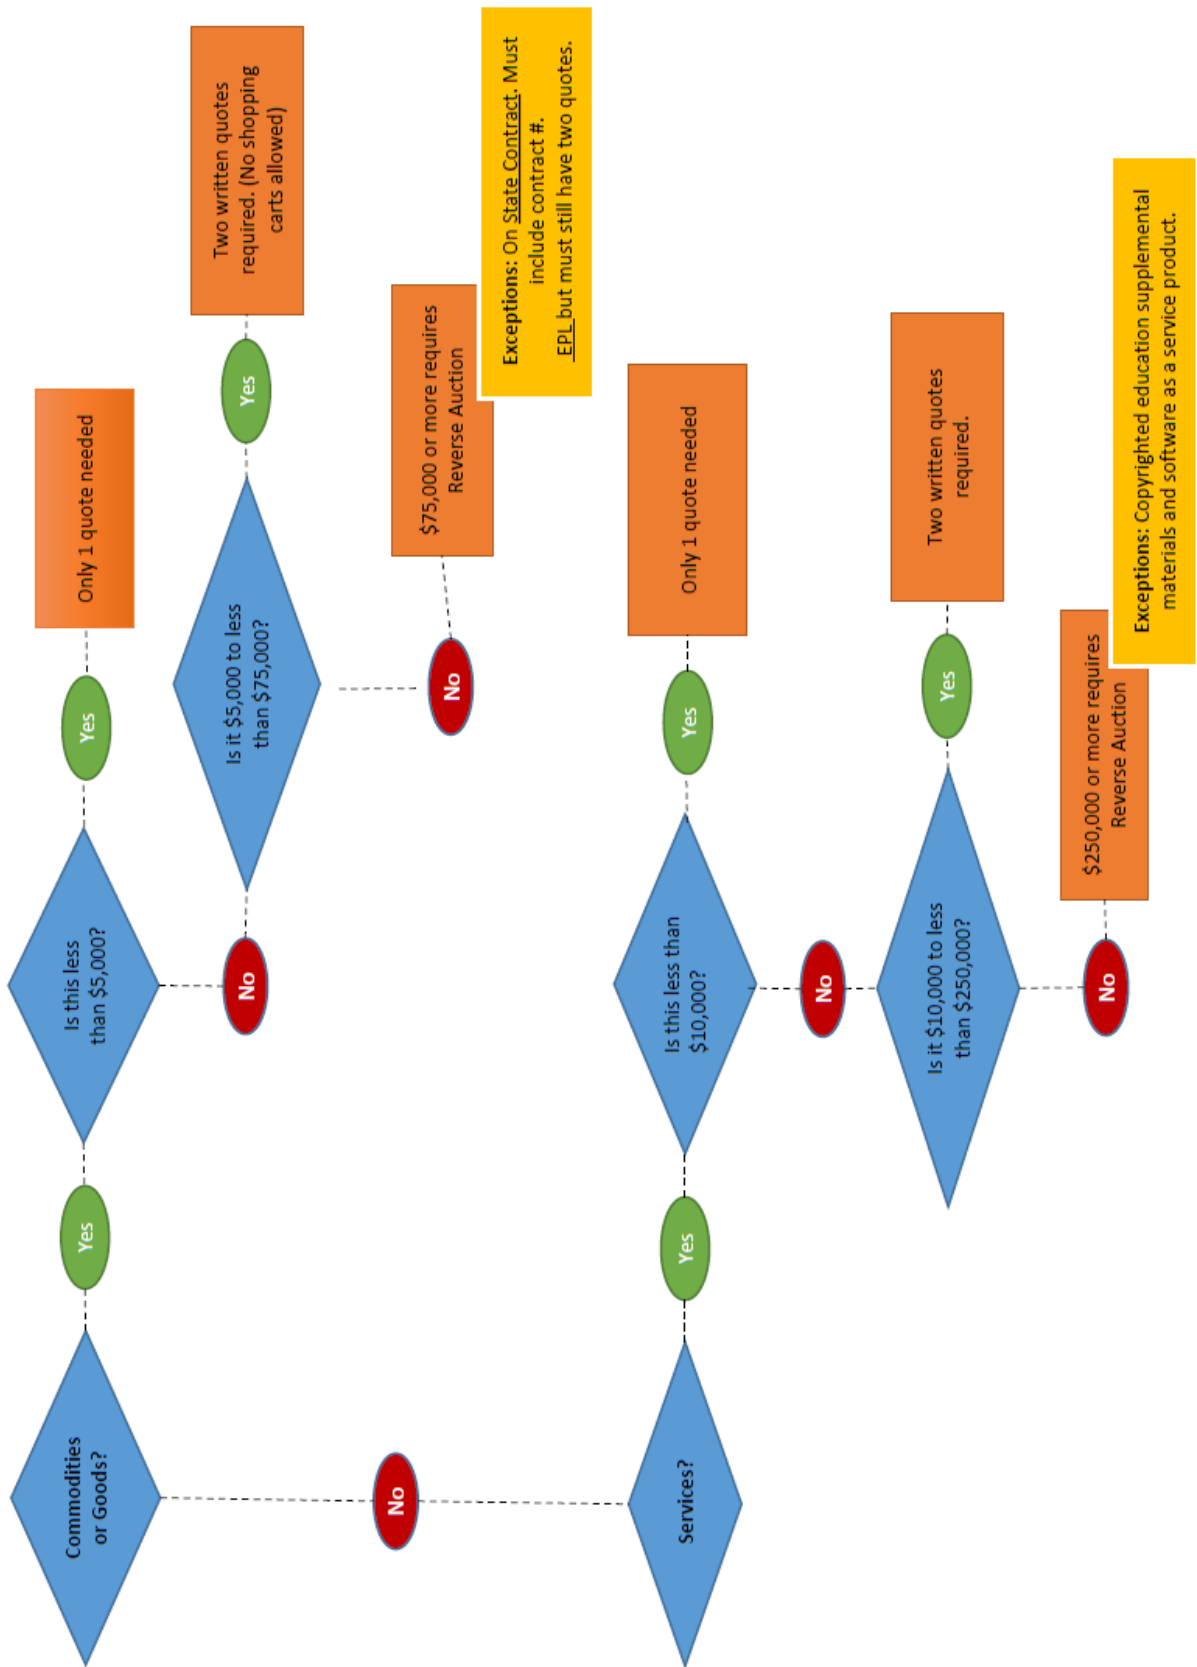 Commodities
or Goods?
Yes
Is this less
than $5,000?
Yes
Only 1 quote needed
No
Is it $5,000 to less
than $75,000?
Yes
Two written quotes
required. (No shopping
carts allowed)
No
$75,000 or more requires
Reverse Auction
Exceptions: On State Contract. Must
include contract #.
EPL but must still have two quotes.
No
Services?
Yes
Is this less than
$10,000?
Yes
Only 1 quote needed
No
Is it $10,000 to less
than $250,000?
Yes
Two written quotes
required.
No
$250,000 or more requires
Reverse Auction
Exceptions: Copyrighted education supplemental
materials and software as a service product.